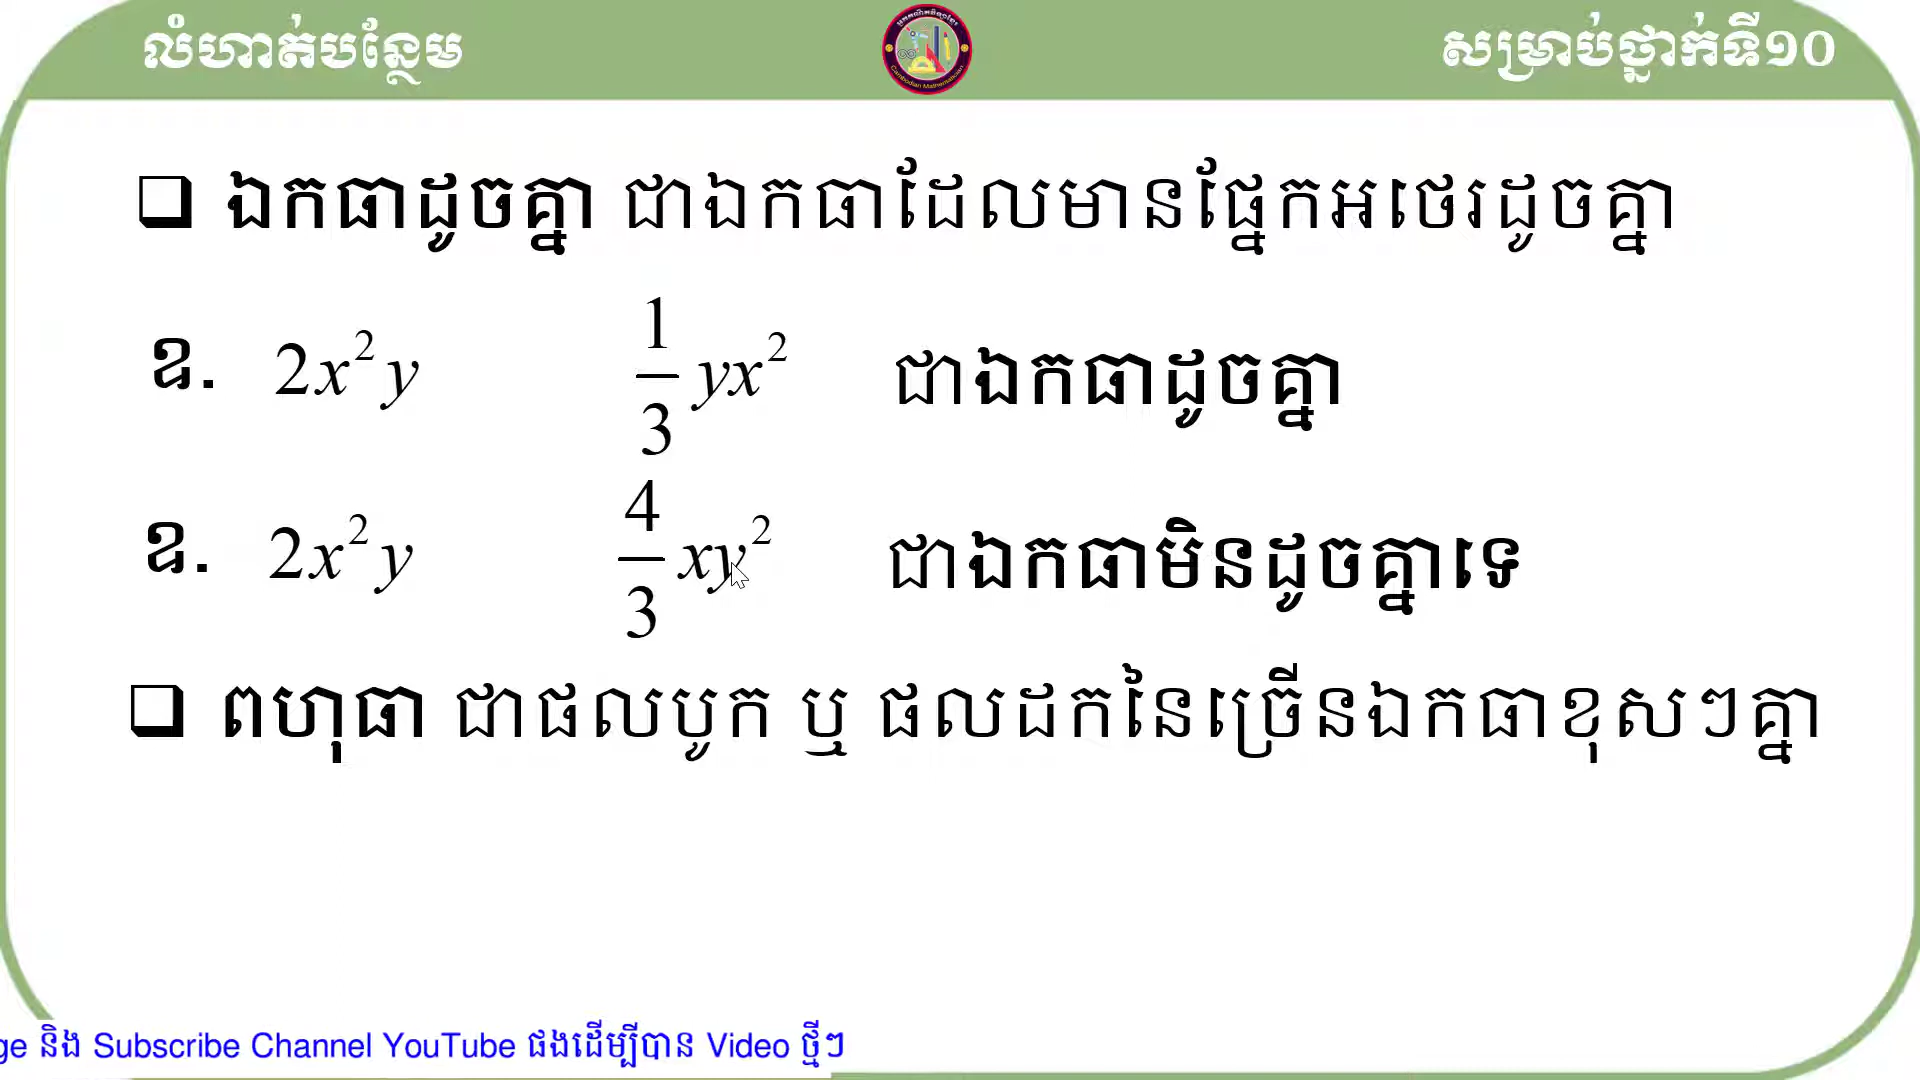 លំហាត់បន្ថែម
សម្រាប់ថ្នាក់ទី១០
❑ ឯកធាដូចគ្នា ជាឯកធាដែលមានផ្នែកអថេរដូចគ្នា
ឧ. 2x²y 1/3 yx² ជាឯកធាដូចគ្នា
ឧ. 2x²y 4/3 xy² ជាឯកធាមិនដូចគ្នាទេ
❑ ពហុធា ជាផលបូក ឬ ផលដកនៃច្រើនឯកធាខុសៗគ្នា
ge និង Subscribe Channel YouTube ផងដើម្បីបាន Video ថ្មីៗ